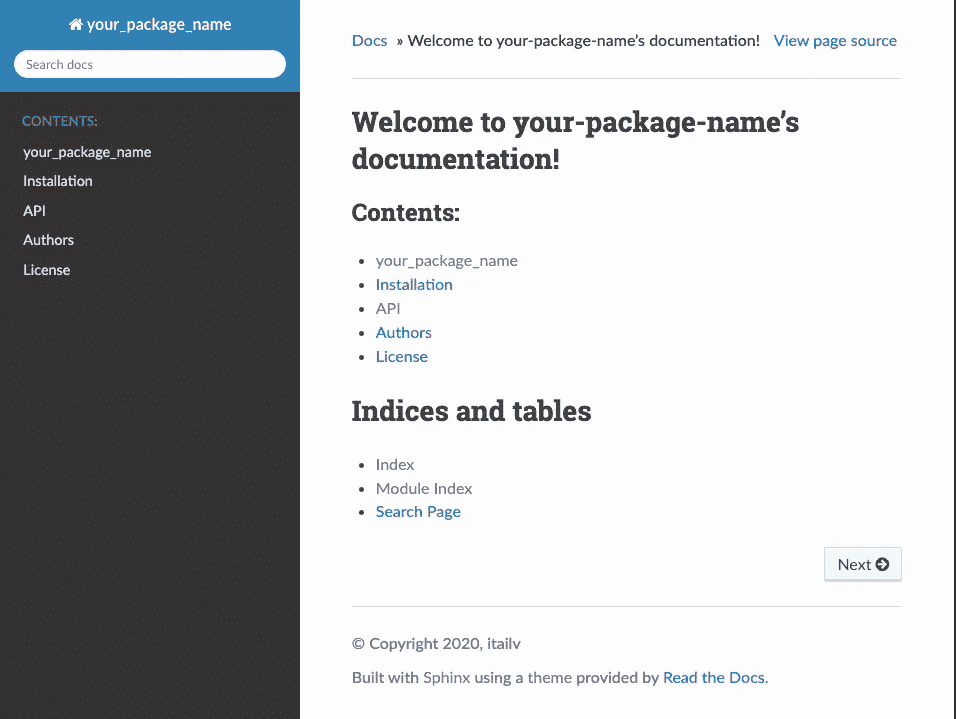 your_package_name
Search docs
CONTENTS:
your_package_name
Installation
API
Authors
License
Docs » Welcome to your-package-name’s documentation! View page source
Welcome to your-package-name’s
documentation!
Contents:
• your_package_name
• Installation
• API
• Authors
• License
Indices and tables
• Index
• Module Index
• Search Page
Next
© Copyright 2020, itailv
Built with Sphinx using a theme provided by Read the Docs.